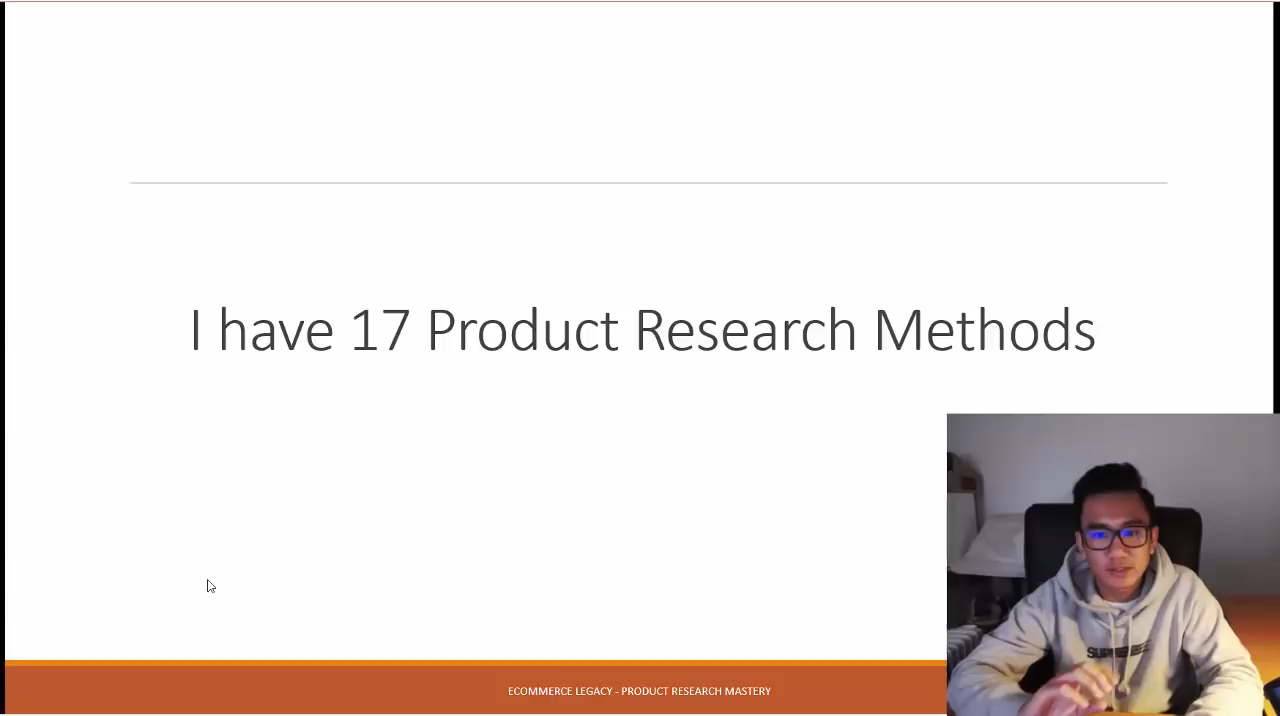 I have 17 Product Research Methods
ECOMMERCE LEGACY - PRODUCT RESEARCH MASTERY